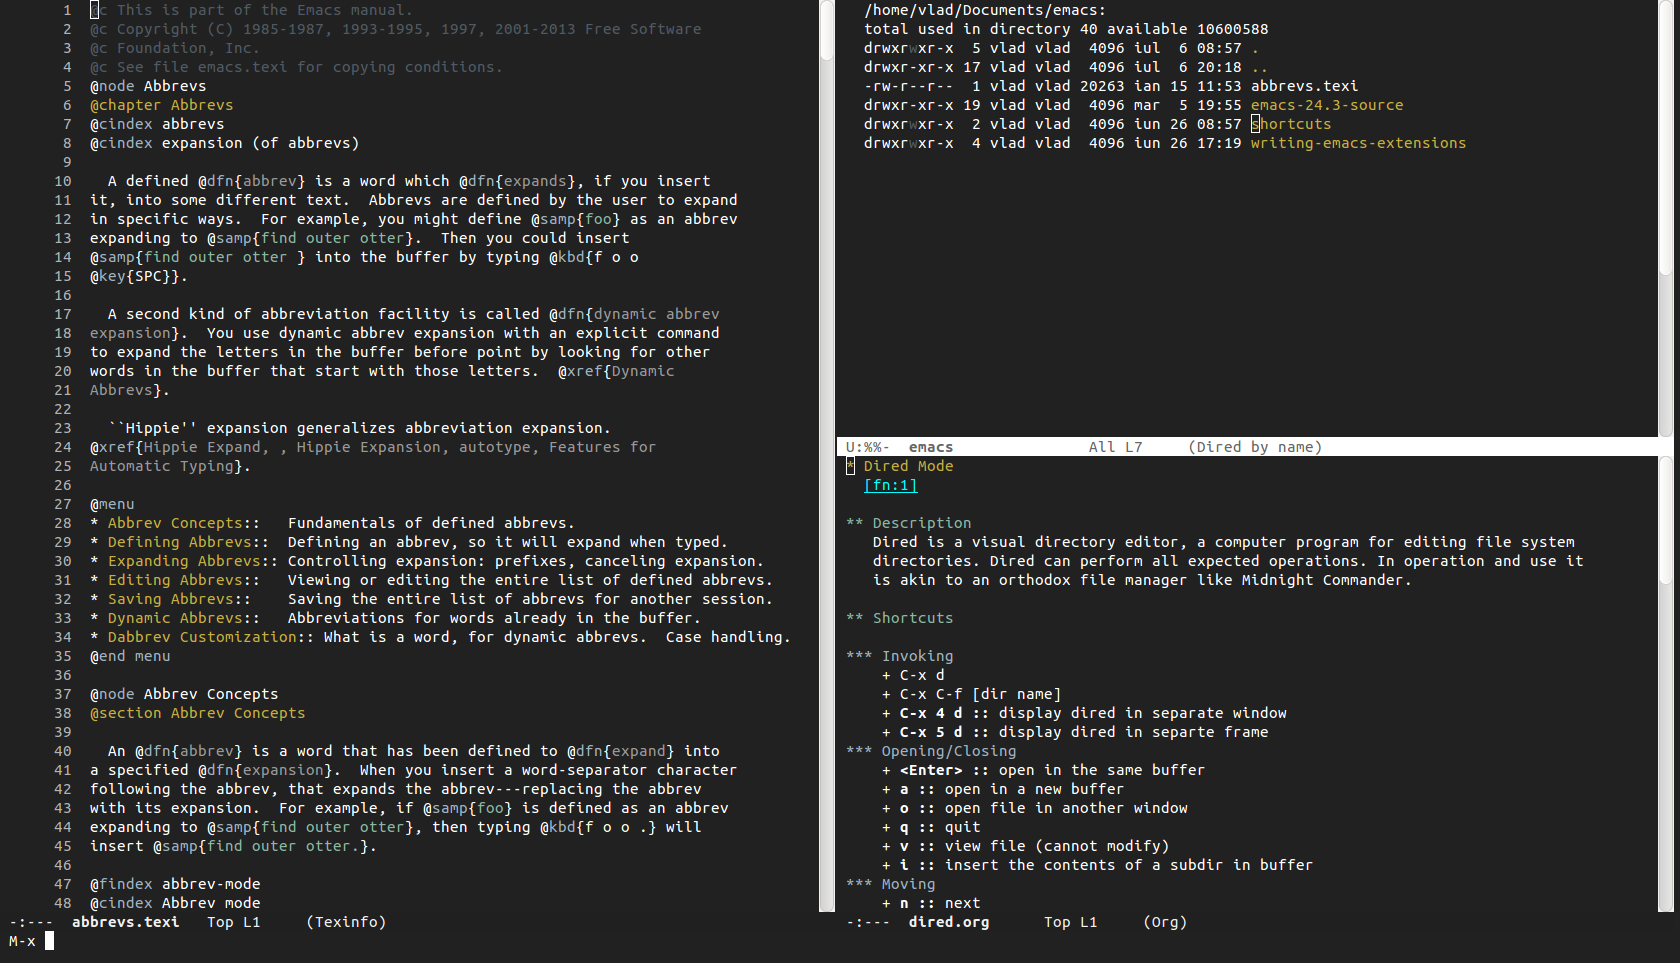 1 @c This is part of the Emacs manual.
2 @c Copyright (C) 1985-1987, 1993-1995, 1997, 2001-2013 Free Software
3 @c Foundation, Inc.
4 @c See file emacs.texi for copying conditions.
5 @node Abbrevs
6 @chapter Abbrevs
7 @cindex abbrevs
8 @cindex expansion (of abbrevs)
9
10   A defined @dfn{abbrev} is a word which @dfn{expands}, if you insert
11 it, into some different text.  Abbrevs are defined by the user to expand
12 in specific ways.  For example, you might define @samp{foo} as an abbrev
13 expanding to @samp{find outer otter}.  Then you could insert
14 @samp{find outer otter } into the buffer by typing @kbd{f o o
15 @key{SPC}}.
16
17   A second kind of abbreviation facility is called @dfn{dynamic abbrev
18 expansion}.  You use dynamic abbrev expansion with an explicit command
19 to expand the letters in the buffer before point by looking for other
20 words in the buffer that start with those letters.  @xref{Dynamic
21 Abbrevs}.
22
23   ``Hippie'' expansion generalizes abbreviation expansion.
24 @xref{Hippie Expand, , Hippie Expansion, autotype, Features for
25 Automatic Typing}.
26
27 @menu
28 * Abbrev Concepts::   Fundamentals of defined abbrevs.
29 * Defining Abbrevs::  Defining an abbrev, so it will expand when typed.
30 * Expanding Abbrevs:: Controlling expansion: prefixes, canceling expansion.
31 * Editing Abbrevs::   Viewing or editing the entire list of defined abbrevs.
32 * Saving Abbrevs::    Saving the entire list of abbrevs for another session.
33 * Dynamic Abbrevs::   Abbreviations for words already in the buffer.
34 * Dabbrev Customization:: What is a word, for dynamic abbrevs.  Case handling.
35 @end menu
36
37 @node Abbrev Concepts
38 @section Abbrev Concepts
39
40   An @dfn{abbrev} is a word that has been defined to @dfn{expand} into
41 a specified @dfn{expansion}.  When you insert a word-separator character
42 following the abbrev, that expands the abbrev---replacing the abbrev
43 with its expansion.  For example, if @samp{foo} is defined as an abbrev
44 expanding to @samp{find outer otter}, then typing @kbd{f o o .} will
45 insert @samp{find outer otter.}.
46
47 @findex abbrev-mode
48 @cindex Abbrev mode
-:---  abbrevs.texi   Top L1     (Texinfo)
/home/vlad/Documents/emacs:
total used in directory 40 available 10600588
drwxrwxr-x  5 vlad vlad  4096 iul  6 08:57 .
drwxr-xr-x 17 vlad vlad  4096 iul  6 20:18 ..
-rw-r--r--  1 vlad vlad 20263 ian 15 11:53 abbrevs.texi
drwxr-xr-x 19 vlad vlad  4096 mar  5 19:55 emacs-24.3-source
drwxrwxr-x  2 vlad vlad  4096 iun 26 08:57 shortcuts
drwxrwxr-x  4 vlad vlad  4096 iun 26 17:19 writing-emacs-extensions
U:%%-  emacs              All L7     (Dired by name)
* Dired Mode
  [fn:1]
** Description
   Dired is a visual directory editor, a computer program for editing file system
   directories. Dired can perform all expected operations. In operation and use it
   is akin to an orthodox file manager like Midnight Commander.
** Shortcuts
*** Invoking
    + C-x d
    + C-x C-f [dir name]
    + C-x 4 d :: display dired in separate window
    + C-x 5 d :: display dired in separte frame
*** Opening/Closing
    + <Enter> :: open in the same buffer
    + a :: open in a new buffer
    + o :: open file in another window
    + q :: quit
    + v :: view file (cannot modify)
    + i :: insert the contents of a subdir in buffer
*** Moving
    + n :: next
-:---  dired.org      Top L1     (Org)
M-x